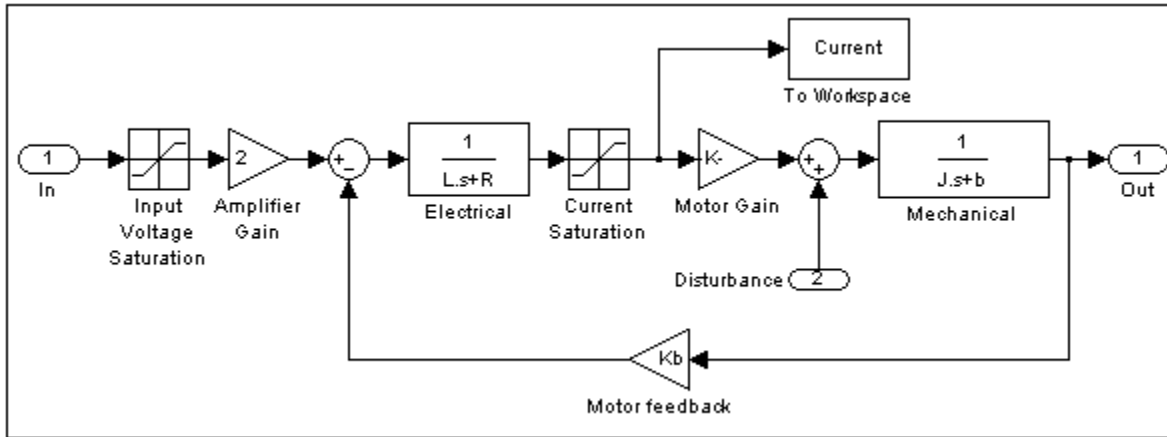 Current
To Workspace
1
In
Input
Voltage
Saturation
2
Amplifier
Gain
+
−
1
L.s+R
Electrical
Current
Saturation
K-
Motor Gain
+
+
1
J.s+b
Mechanical
1
Out
Disturbance
2
Kb
Motor feedback